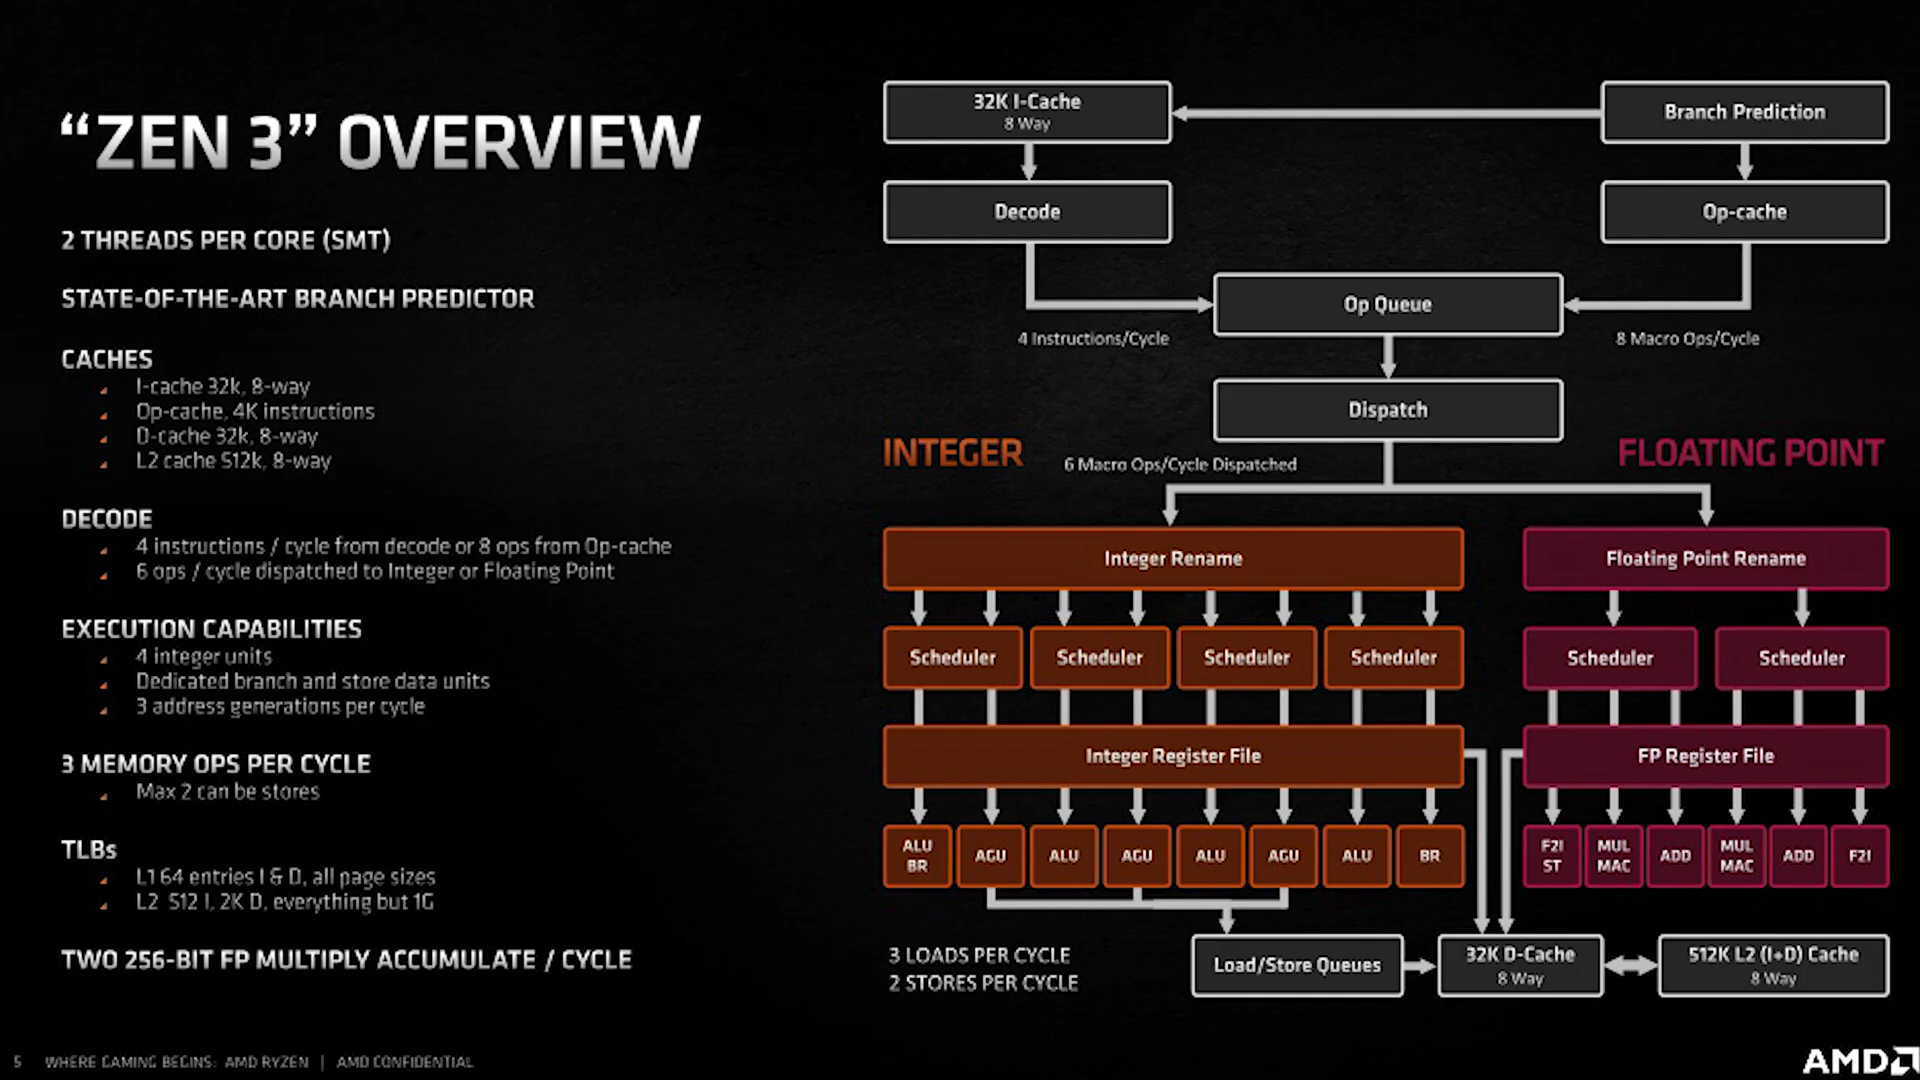 “ZEN 3” OVERVIEW
2 THREADS PER CORE (SMT)
STATE-OF-THE-ART BRANCH PREDICTOR
CACHES
I-cache 32k, 8-way
Op-cache, 4K instructions
D-cache 32k, 8-way
L2 cache 512k, 8-way
DECODE
4 instructions / cycle from decode or 8 ops from Op-cache
6 ops / cycle dispatched to Integer or Floating Point
EXECUTION CAPABILITIES
4 integer units
Dedicated branch and store data units
3 address generations per cycle
3 MEMORY OPS PER CYCLE
Max 2 can be stores
TLBs
L1 64 entries I & D, all page sizes
L2 512 I, 2K D, everything but 1G
TWO 256-BIT FP MULTIPLY ACCUMULATE / CYCLE
32K I-Cache
8 Way
Branch Prediction
Decode
Op-cache
Op Queue
4 Instructions/Cycle
8 Macro Ops/Cycle
Dispatch
INTEGER
6 Macro Ops/Cycle Dispatched
FLOATING POINT
Integer Rename
Floating Point Rename
Scheduler
Scheduler
Scheduler
Scheduler
Scheduler
Scheduler
Integer Register File
FP Register File
ALU
BR
AGU
ALU
AGU
ALU
AGU
ALU
BR
F2I
ST
MUL
MAC
ADD
MUL
MAC
ADD
F2I
3 LOADS PER CYCLE
2 STORES PER CYCLE
Load/Store Queues
32K D-Cache
8 Way
512K L2 (I+D) Cache
8 Way
5 WHERE GAMING BEGINS: AMD RYZEN | AMD CONFIDENTIAL
AMD